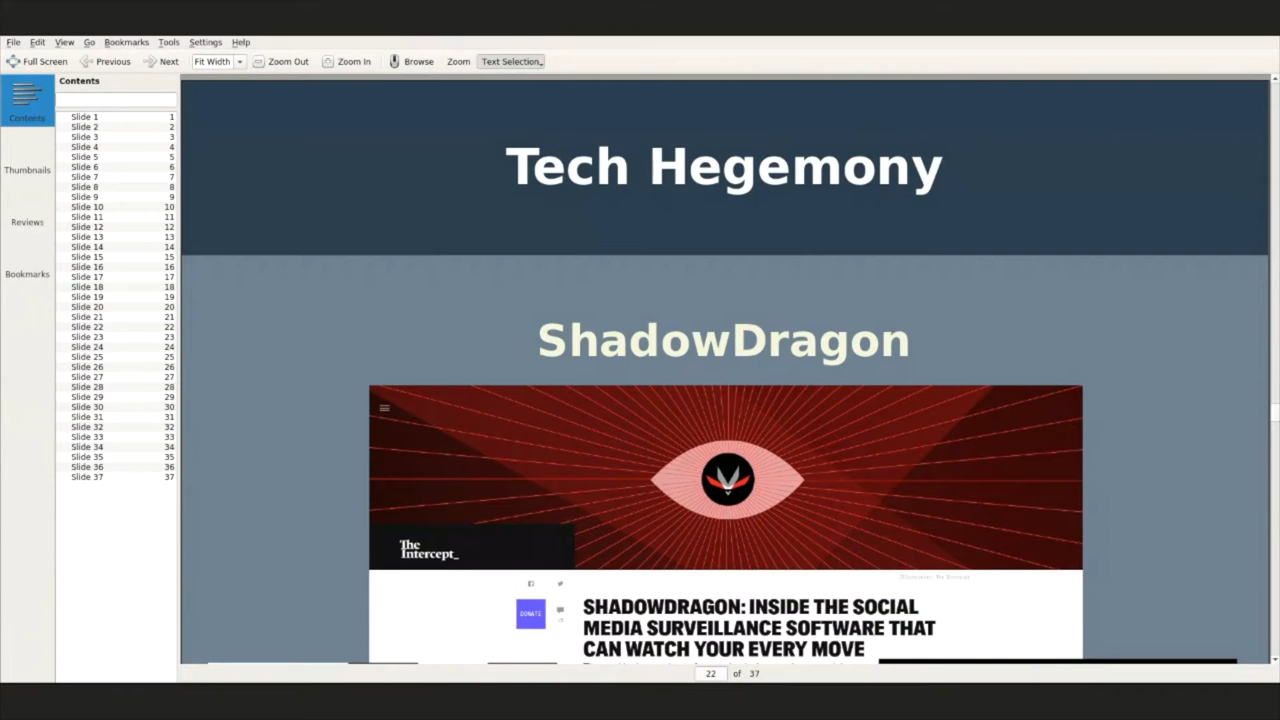 File Edit View Go Bookmarks Tools Settings Help
Full Screen Previous Next Fit Width Zoom Out Zoom In Browse Zoom Text Selection
Contents
Contents
Thumbnails
Reviews
Bookmarks
Slide 1 1
Slide 2 2
Slide 3 3
Slide 4 4
Slide 5 5
Slide 6 6
Slide 7 7
Slide 8 8
Slide 9 9
Slide 10 10
Slide 11 11
Slide 12 12
Slide 13 13
Slide 14 14
Slide 15 15
Slide 16 16
Slide 17 17
Slide 18 18
Slide 19 19
Slide 20 20
Slide 21 21
Slide 22 22
Slide 23 23
Slide 24 24
Slide 25 25
Slide 26 26
Slide 27 27
Slide 28 28
Slide 29 29
Slide 30 30
Slide 31 31
Slide 32 32
Slide 33 33
Slide 34 34
Slide 35 35
Slide 36 36
Slide 37 37
Tech Hegemony
ShadowDragon
The
Intercept_
DONATE
SHADOWDRAGON: INSIDE THE SOCIAL
MEDIA SURVEILLANCE SOFTWARE THAT
CAN WATCH YOUR EVERY MOVE
22 of 37